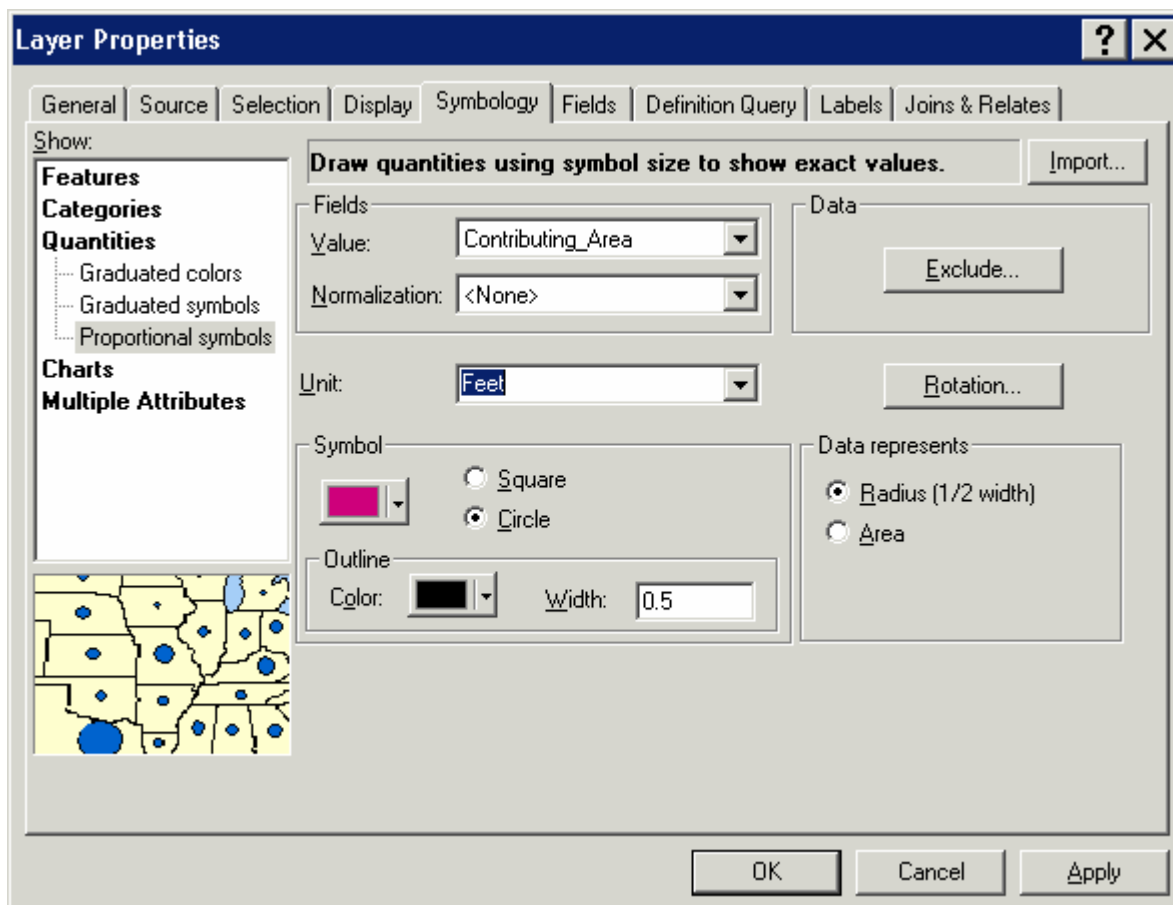 Layer Properties
General Source Selection Display Symbology Fields Definition Query Labels Joins & Relates
Show:
Features
Categories
Quantities
Graduated colors
Graduated symbols
Proportional symbols
Charts
Multiple Attributes
Draw quantities using symbol size to show exact values.
Import...
Fields
Value: Contributing_Area
Normalization: <None>
Data
Exclude...
Unit: Feet
Rotation...
Symbol
Square
Circle
Outline
Color: Width: 0.5
Data represents
Radius (1/2 width)
Area
OK Cancel Apply